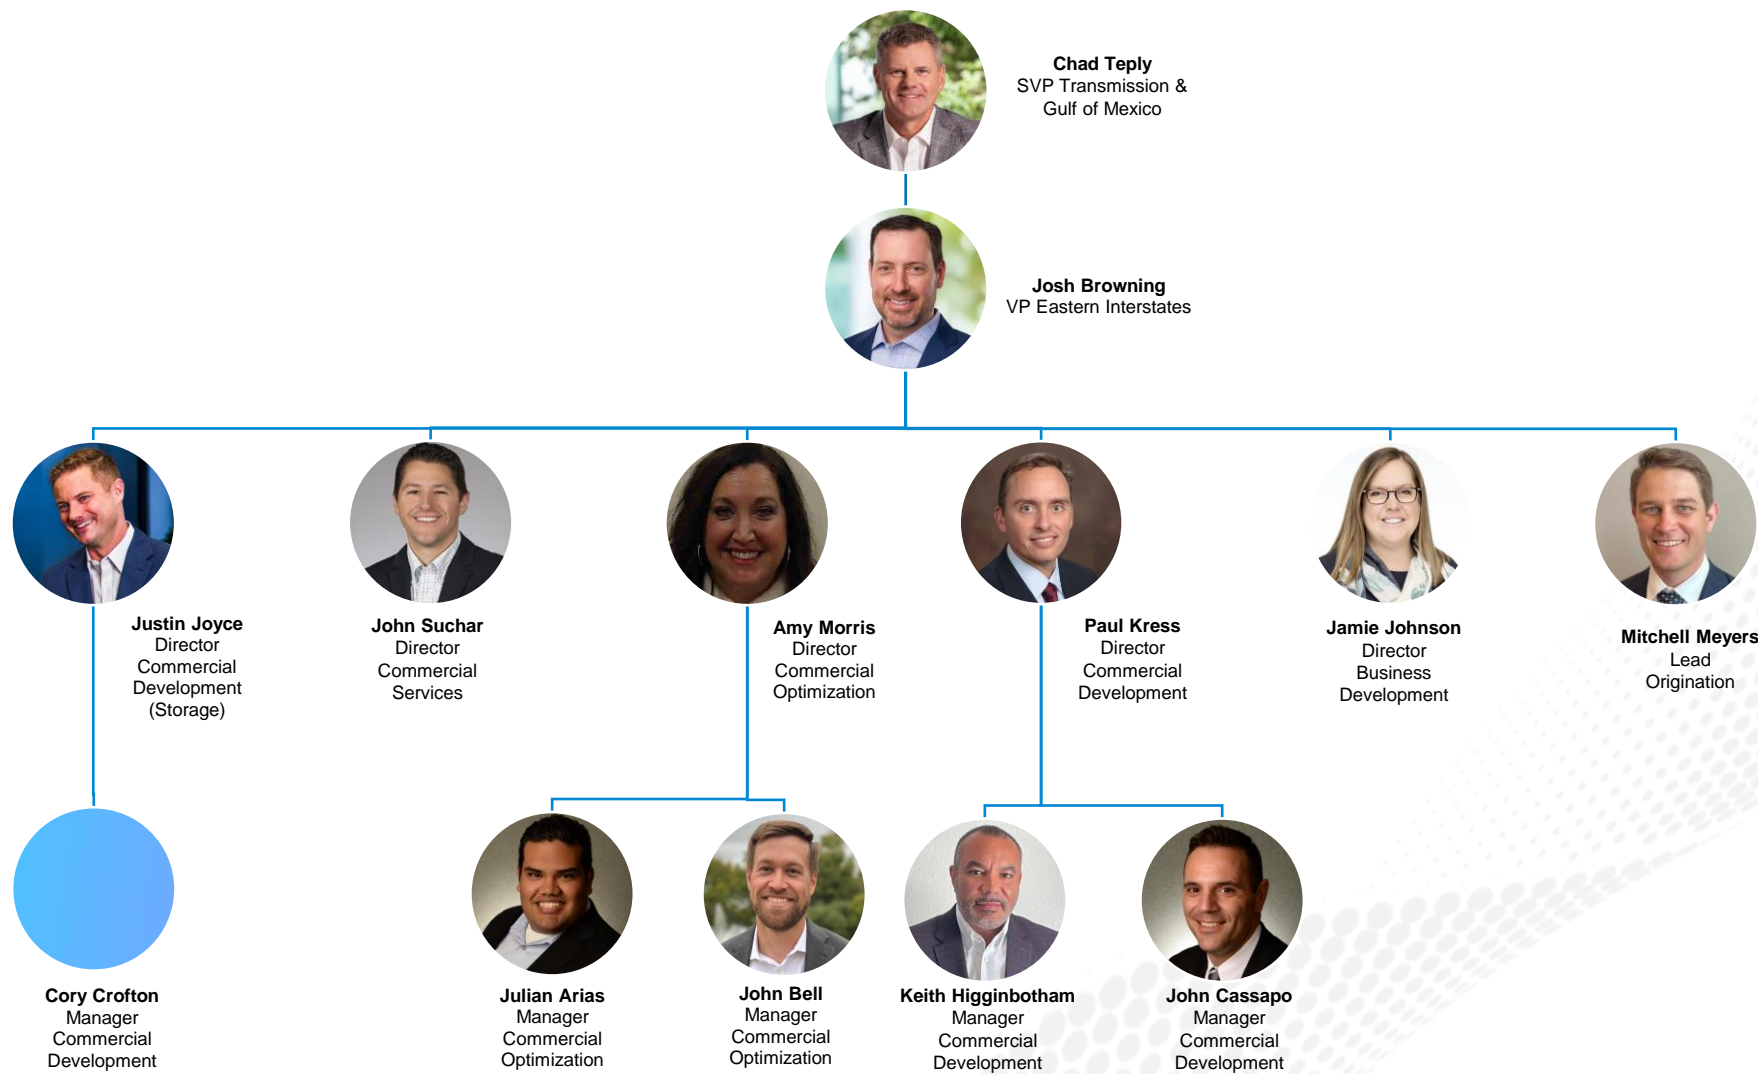 Chad Teply
SVP Transmission &
Gulf of Mexico
Josh Browning
VP Eastern Interstates
Justin Joyce
Director
Commercial
Development
(Storage)
John Suchar
Director
Commercial
Services
Amy Morris
Director
Commercial
Optimization
Paul Kress
Director
Commercial
Development
Jamie Johnson
Director
Business
Development
Mitchell Meyers
Lead
Origination
Cory Crofton
Manager
Commercial
Development
Julian Arias
Manager
Commercial
Optimization
John Bell
Manager
Commercial
Optimization
Keith Higginbotham
Manager
Commercial
Development
John Cassapo
Manager
Commercial
Development